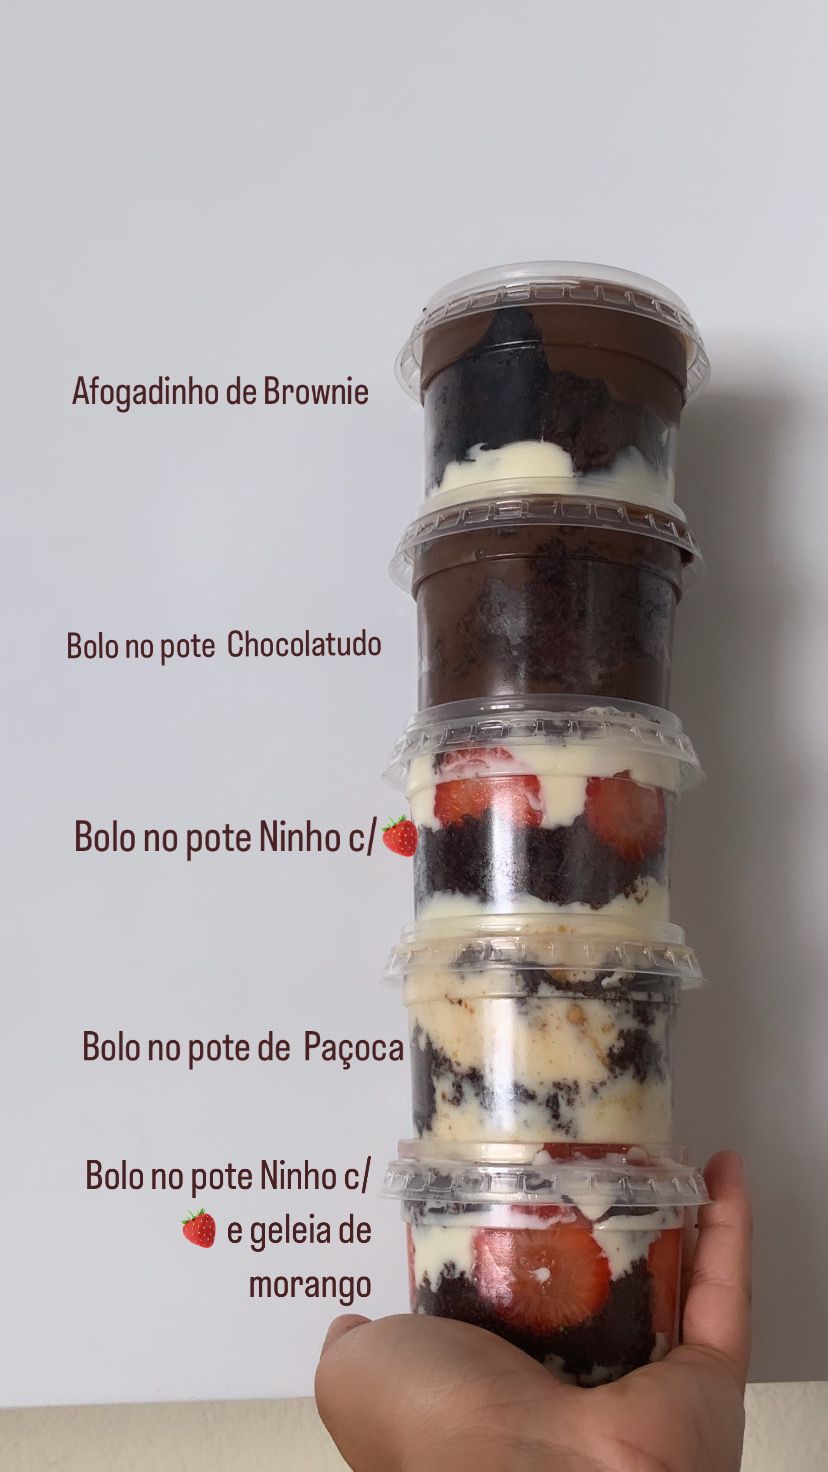 Afogadinho de Brownie
Bolo no pote Chocolatudo
Bolo no pote Ninho c/🍓
Bolo no pote de Paçoca
Bolo no pote Ninho c/
🍓 e geleia de
morango